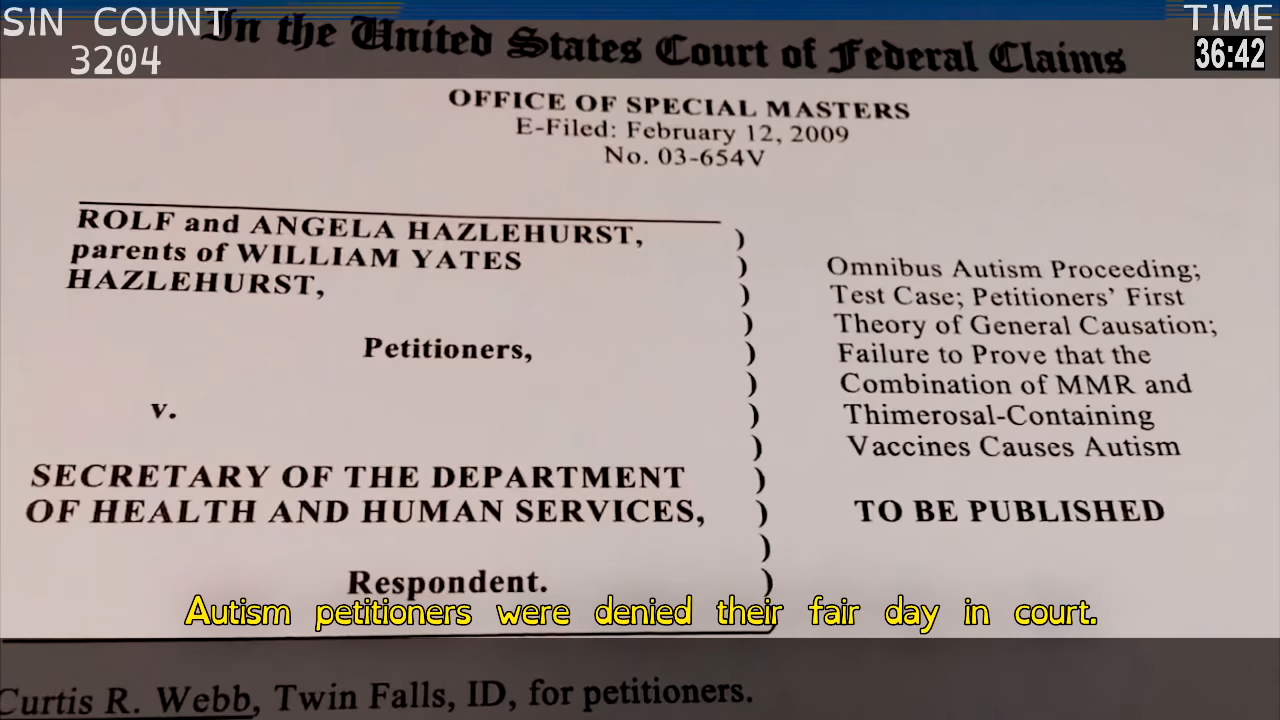 SIN COUNT
3204
TIME
36:42
In the United States Court of Federal Claims
OFFICE OF SPECIAL MASTERS
E-Filed: February 12, 2009
No. 03-654V
ROLF and ANGELA HAZLEHURST,
parents of WILLIAM YATES
HAZLEHURST,
Petitioners,
v.
SECRETARY OF THE DEPARTMENT
OF HEALTH AND HUMAN SERVICES,
Respondent.
)
)
)
)
)
)
)
)
)
)
)
)
Omnibus Autism Proceeding;
Test Case; Petitioners' First
Theory of General Causation;
Failure to Prove that the
Combination of MMR and
Thimerosal-Containing
Vaccines Causes Autism
TO BE PUBLISHED
Autism petitioners were denied their fair day in court.
Curtis R. Webb, Twin Falls, ID, for petitioners.